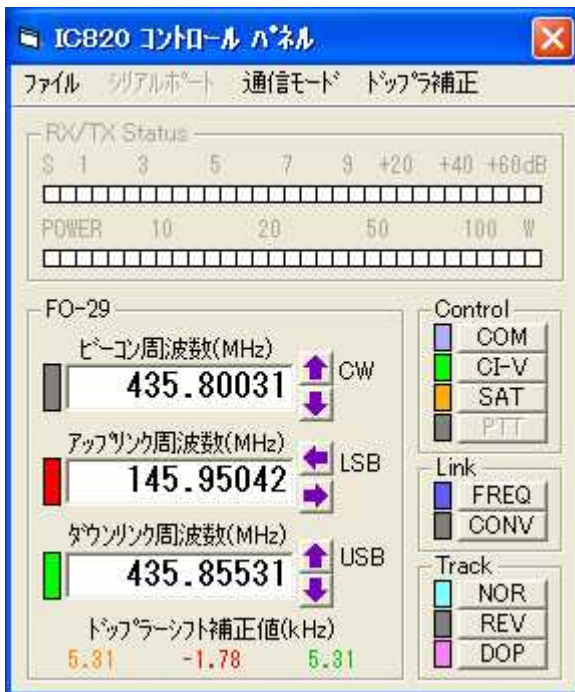 IC820 コントロール パネル
ファイル シリアルポート 通信モード ドップラ補正
RX/TX Status
S 1 3 5 7 9 +20 +40 +60dB
POWER 10 20 50 100 W
FO-29
ビーコン周波数(MHz)
435.80031 CW
アップリンク周波数(MHz)
145.95042 LSB
ダウンリンク周波数(MHz)
435.85531 USB
ドップラーシフト補正値(kHz)
5.31 -1.78 5.31
Control
COM
CI-V
SAT
PTT
Link
FREQ
CONV
Track
NOR
REV
DOP